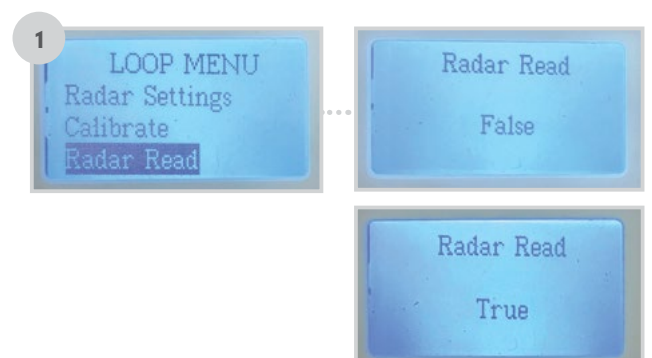 1
LOOP MENU
Radar Settings
Calibrate
Radar Read
Radar Read
False
Radar Read
True